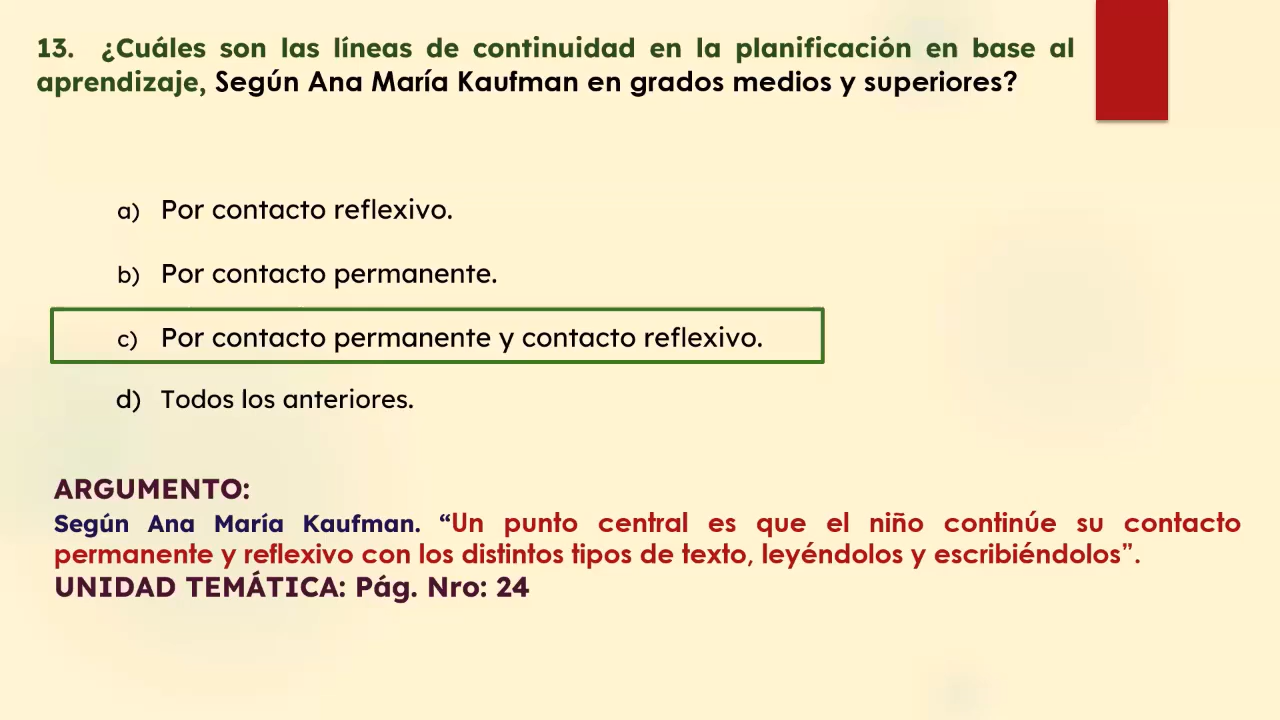 13. ¿Cuáles son las líneas de continuidad en la planificación en base al
aprendizaje, Según Ana María Kaufman en grados medios y superiores?
a) Por contacto reflexivo.
b) Por contacto permanente.
c) Por contacto permanente y contacto reflexivo.
d) Todos los anteriores.
ARGUMENTO:
Según Ana María Kaufman. “Un punto central es que el niño continúe su contacto
permanente y reflexivo con los distintos tipos de texto, leyéndolos y escribiéndolos”.
UNIDAD TEMÁTICA: Pág. Nro: 24